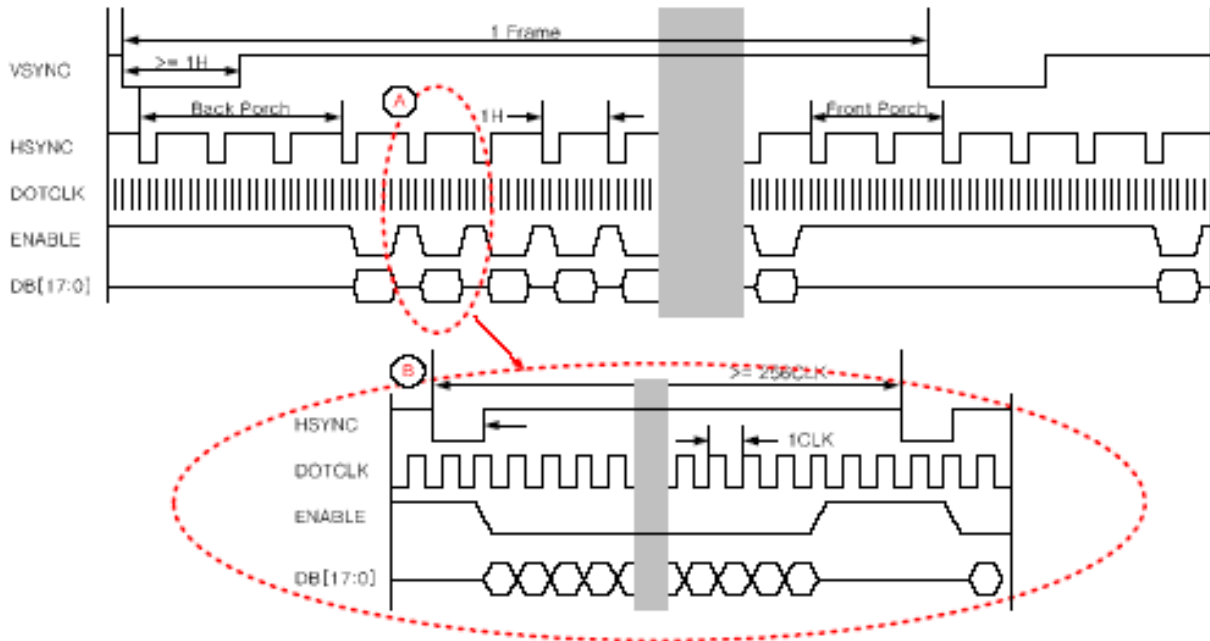 1 Frame
>= 1H
VSYNC
A
Back Porch
1H
Front Porch
HSYNC
DOTCLK
ENABLE
DB[17:0]
B
>= 256CLK
HSYNC
1CLK
DOTCLK
ENABLE
DB[17:0]